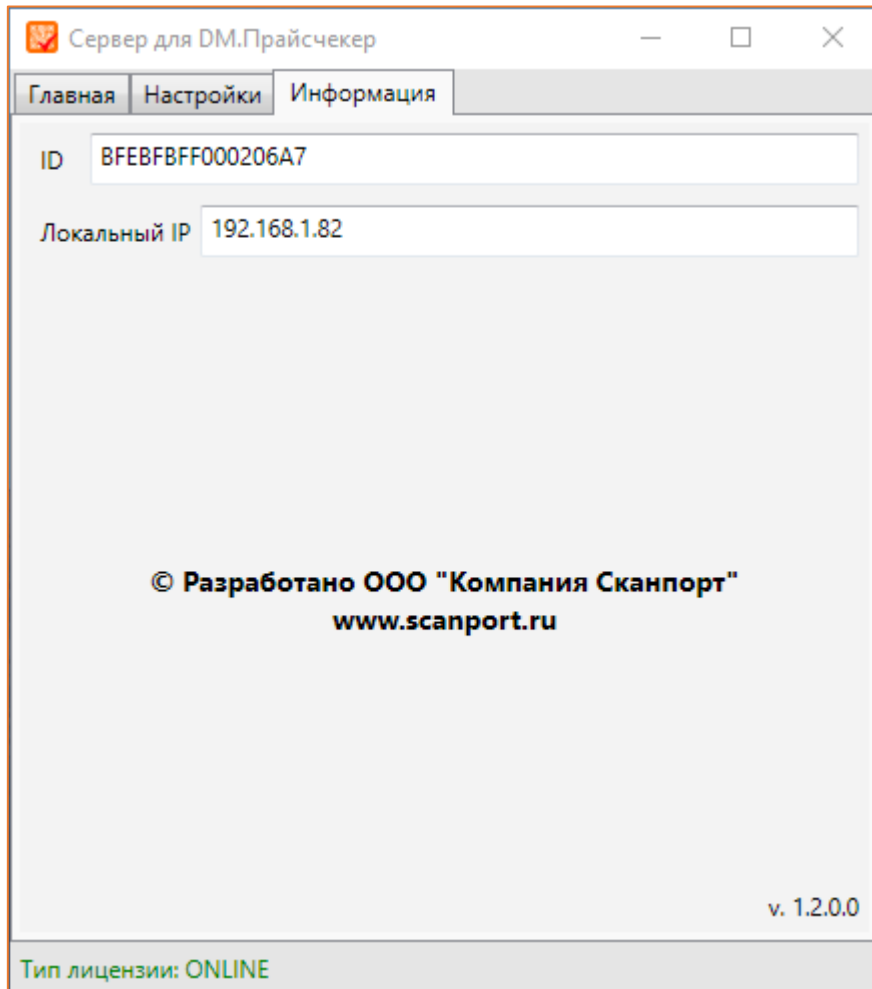 Сервер для DM.Прайсчекер
Главная Настройки Информация
ID BFEBFBFF000206A7
Локальный IP 192.168.1.82
© Разработано ООО "Компания Сканпорт"
www.scanport.ru
v. 1.2.0.0
Тип лицензии: ONLINE